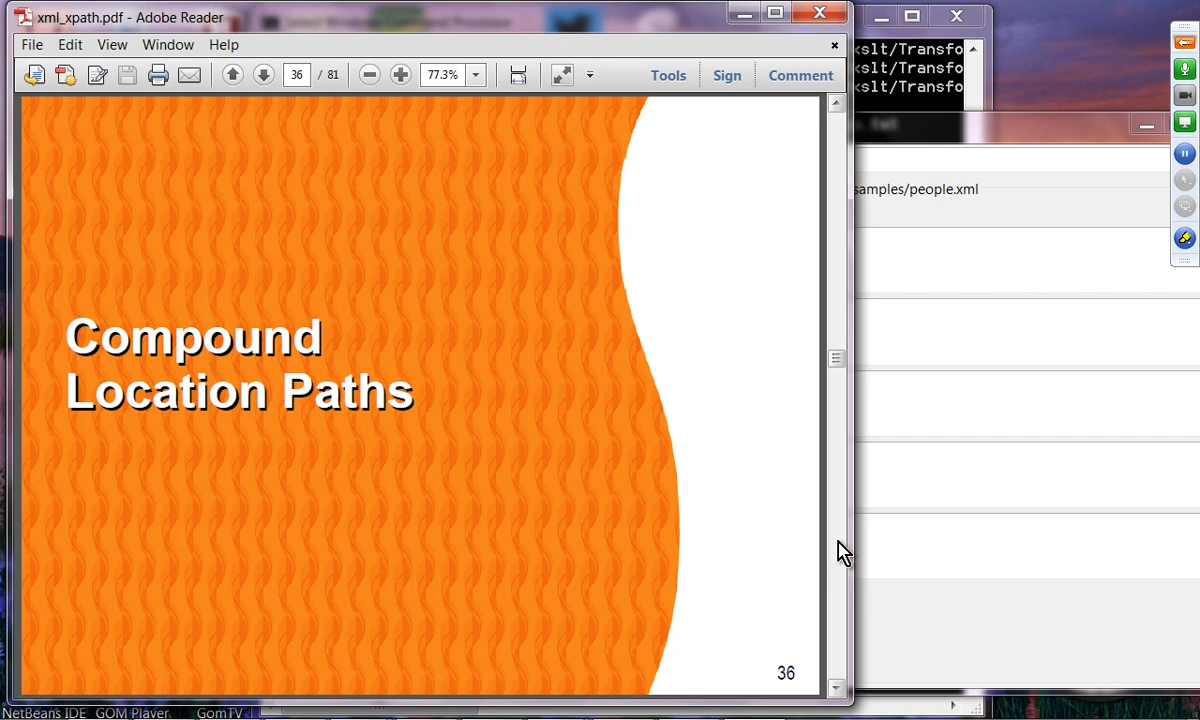 xml_xpath.pdf - Adobe Reader
File Edit View Window Help
36 / 81 77.3% Tools Sign Comment
Compound
Location Paths
36
xslt/Transfo
xslt/Transfo
xslt/Transfo
samples/people.xml
NetBeans IDE GOM Player GomTV